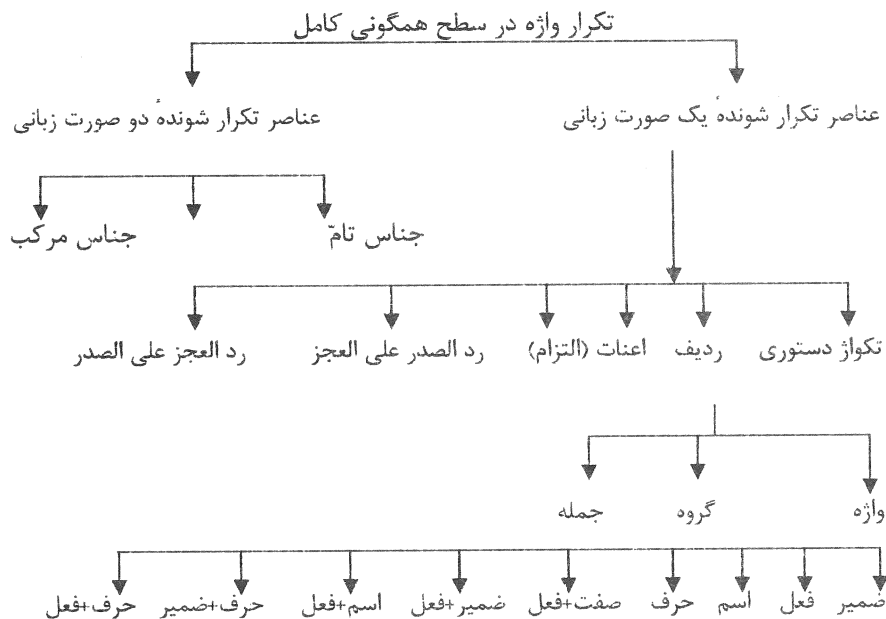 تکرار واژه در سطح همگونی کامل
عناصر تکرار شوندهٔ یک صورت زبانی
عناصر تکرار شوندهٔ دو صورت زبانی
جناس تامّ
جناس مرکب
تکواژ دستوری
ردیف
اعنات (التزام)
رد الصدر علی العجز
رد العجز علی الصدر
واژه
گروه
جمله
ضمیر
فعل
اسم
حرف
صفت+فعل
ضمیر+فعل
اسم+فعل
حرف+ضمیر
حرف+فعل